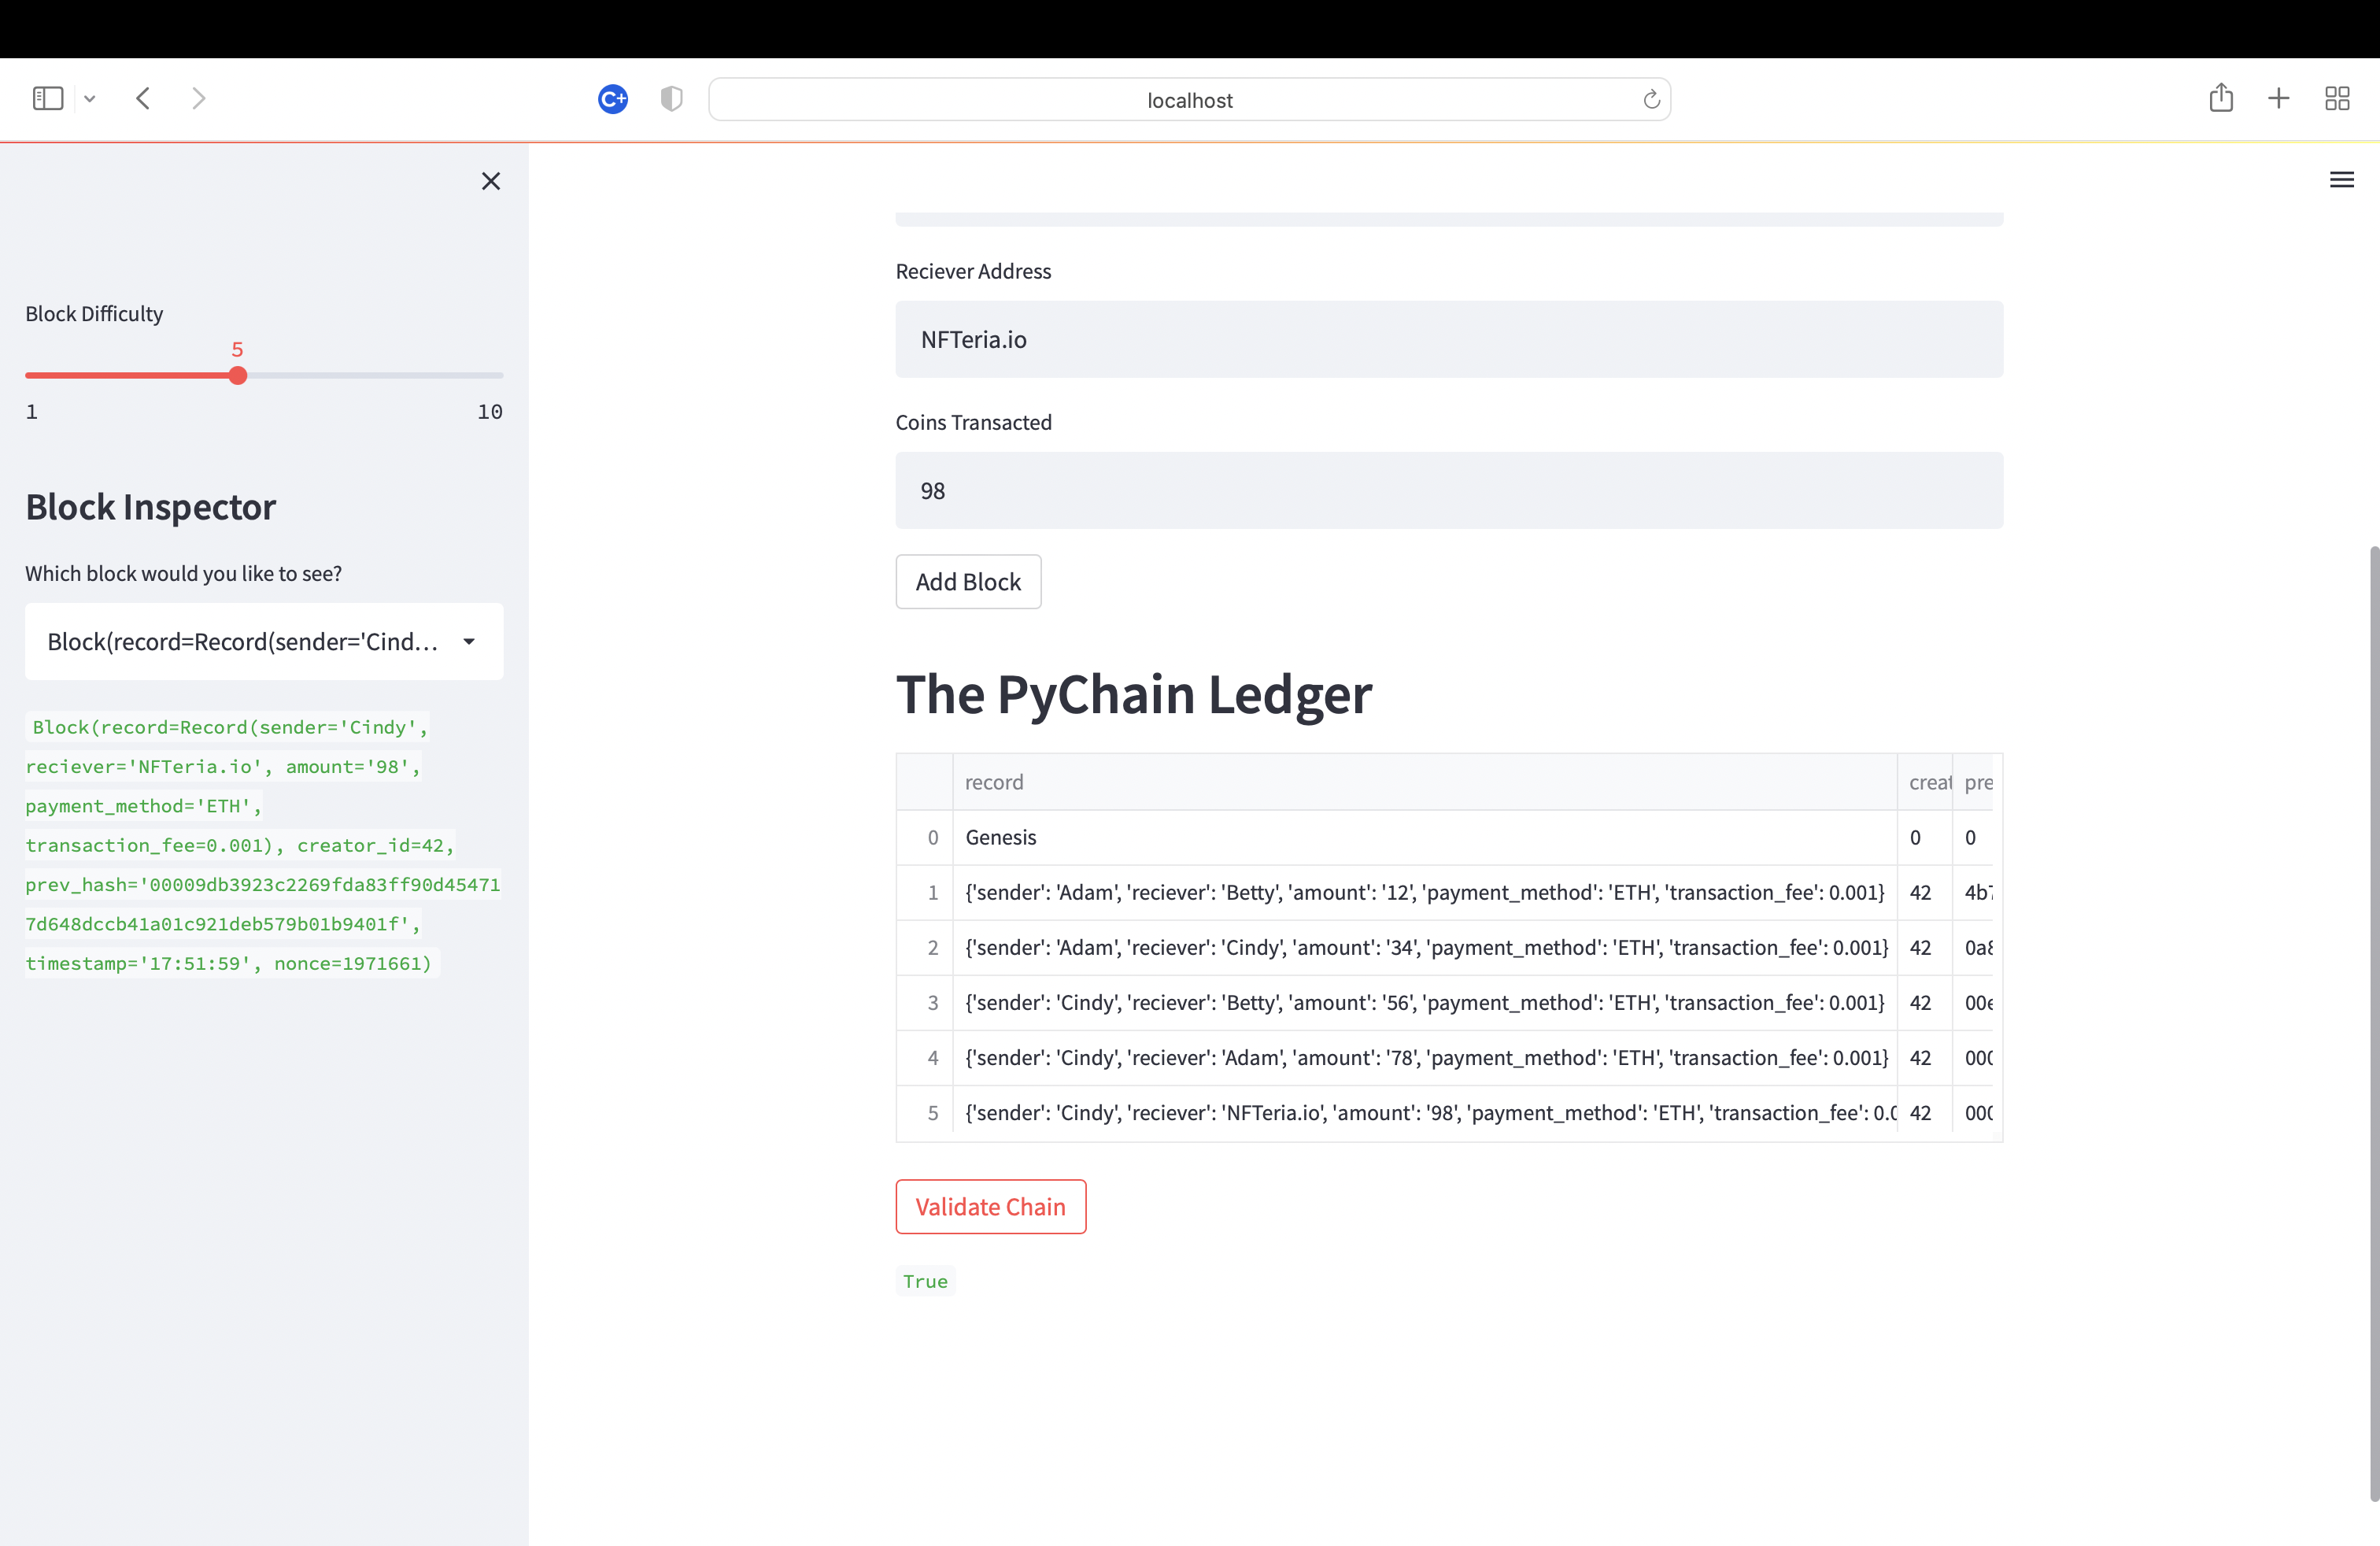 C+
localhost
Block Difficulty
5
1 10
Block Inspector
Which block would you like to see?
Block(record=Record(sender='Cind...
Block(record=Record(sender='Cindy',
reciever='NFTeria.io', amount='98',
payment_method='ETH',
transaction_fee=0.001), creator_id=42,
prev_hash='00009db3923c2269fda83ff90d45471
7d648dccb41a01c921deb579b01b9401f',
timestamp='17:51:59', nonce=1971661)
Reciever Address
NFTeria.io
Coins Transacted
98
Add Block
The PyChain Ledger
record creat pre
0 Genesis 0 0
1 {'sender': 'Adam', 'reciever': 'Betty', 'amount': '12', 'payment_method': 'ETH', 'transaction_fee': 0.001} 42 4b7
2 {'sender': 'Adam', 'reciever': 'Cindy', 'amount': '34', 'payment_method': 'ETH', 'transaction_fee': 0.001} 42 0a8
3 {'sender': 'Cindy', 'reciever': 'Betty', 'amount': '56', 'payment_method': 'ETH', 'transaction_fee': 0.001} 42 00e
4 {'sender': 'Cindy', 'reciever': 'Adam', 'amount': '78', 'payment_method': 'ETH', 'transaction_fee': 0.001} 42 000
5 {'sender': 'Cindy', 'reciever': 'NFTeria.io', 'amount': '98', 'payment_method': 'ETH', 'transaction_fee': 0.0 42 000
Validate Chain
True